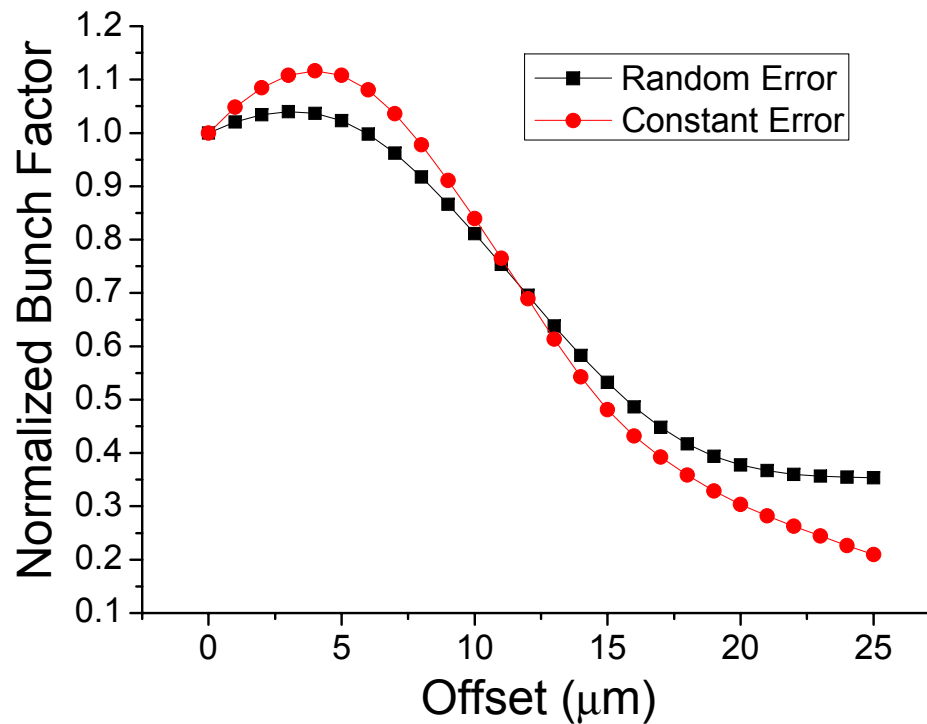 Normalized Bunch Factor
1.2
1.1
1.0
0.9
0.8
0.7
0.6
0.5
0.4
0.3
0.2
0.1
Random Error
Constant Error
0 5 10 15 20 25
Offset (μm)